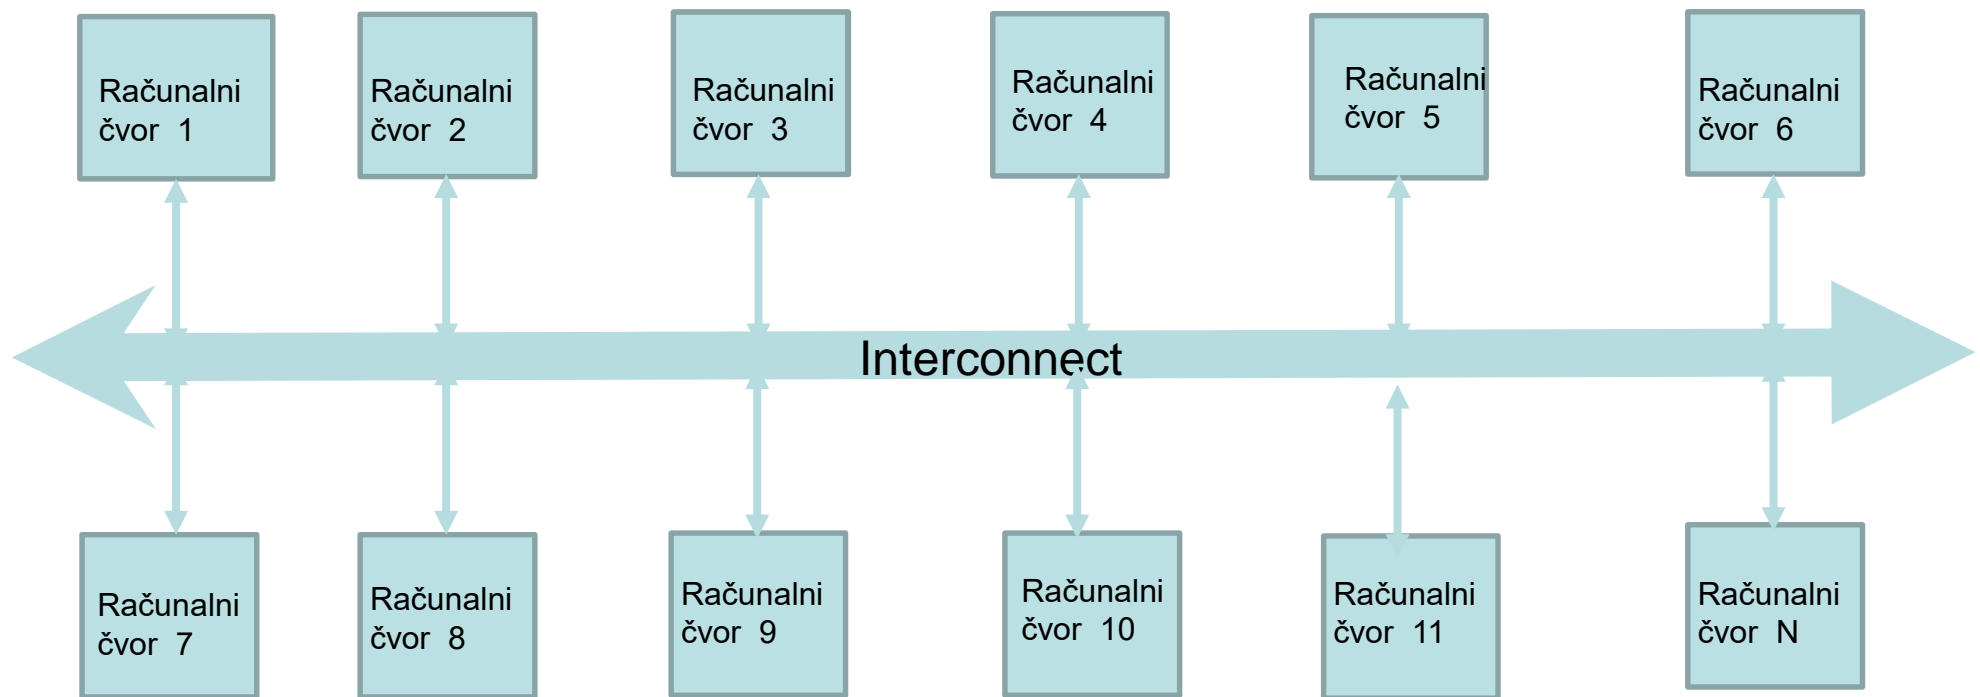 Računalni
čvor 1
Računalni
čvor 2
Računalni
čvor 3
Računalni
čvor 4
Računalni
čvor 5
Računalni
čvor 6
Interconnect
Računalni
čvor 7
Računalni
čvor 8
Računalni
čvor 9
Računalni
čvor 10
Računalni
čvor 11
Računalni
čvor N